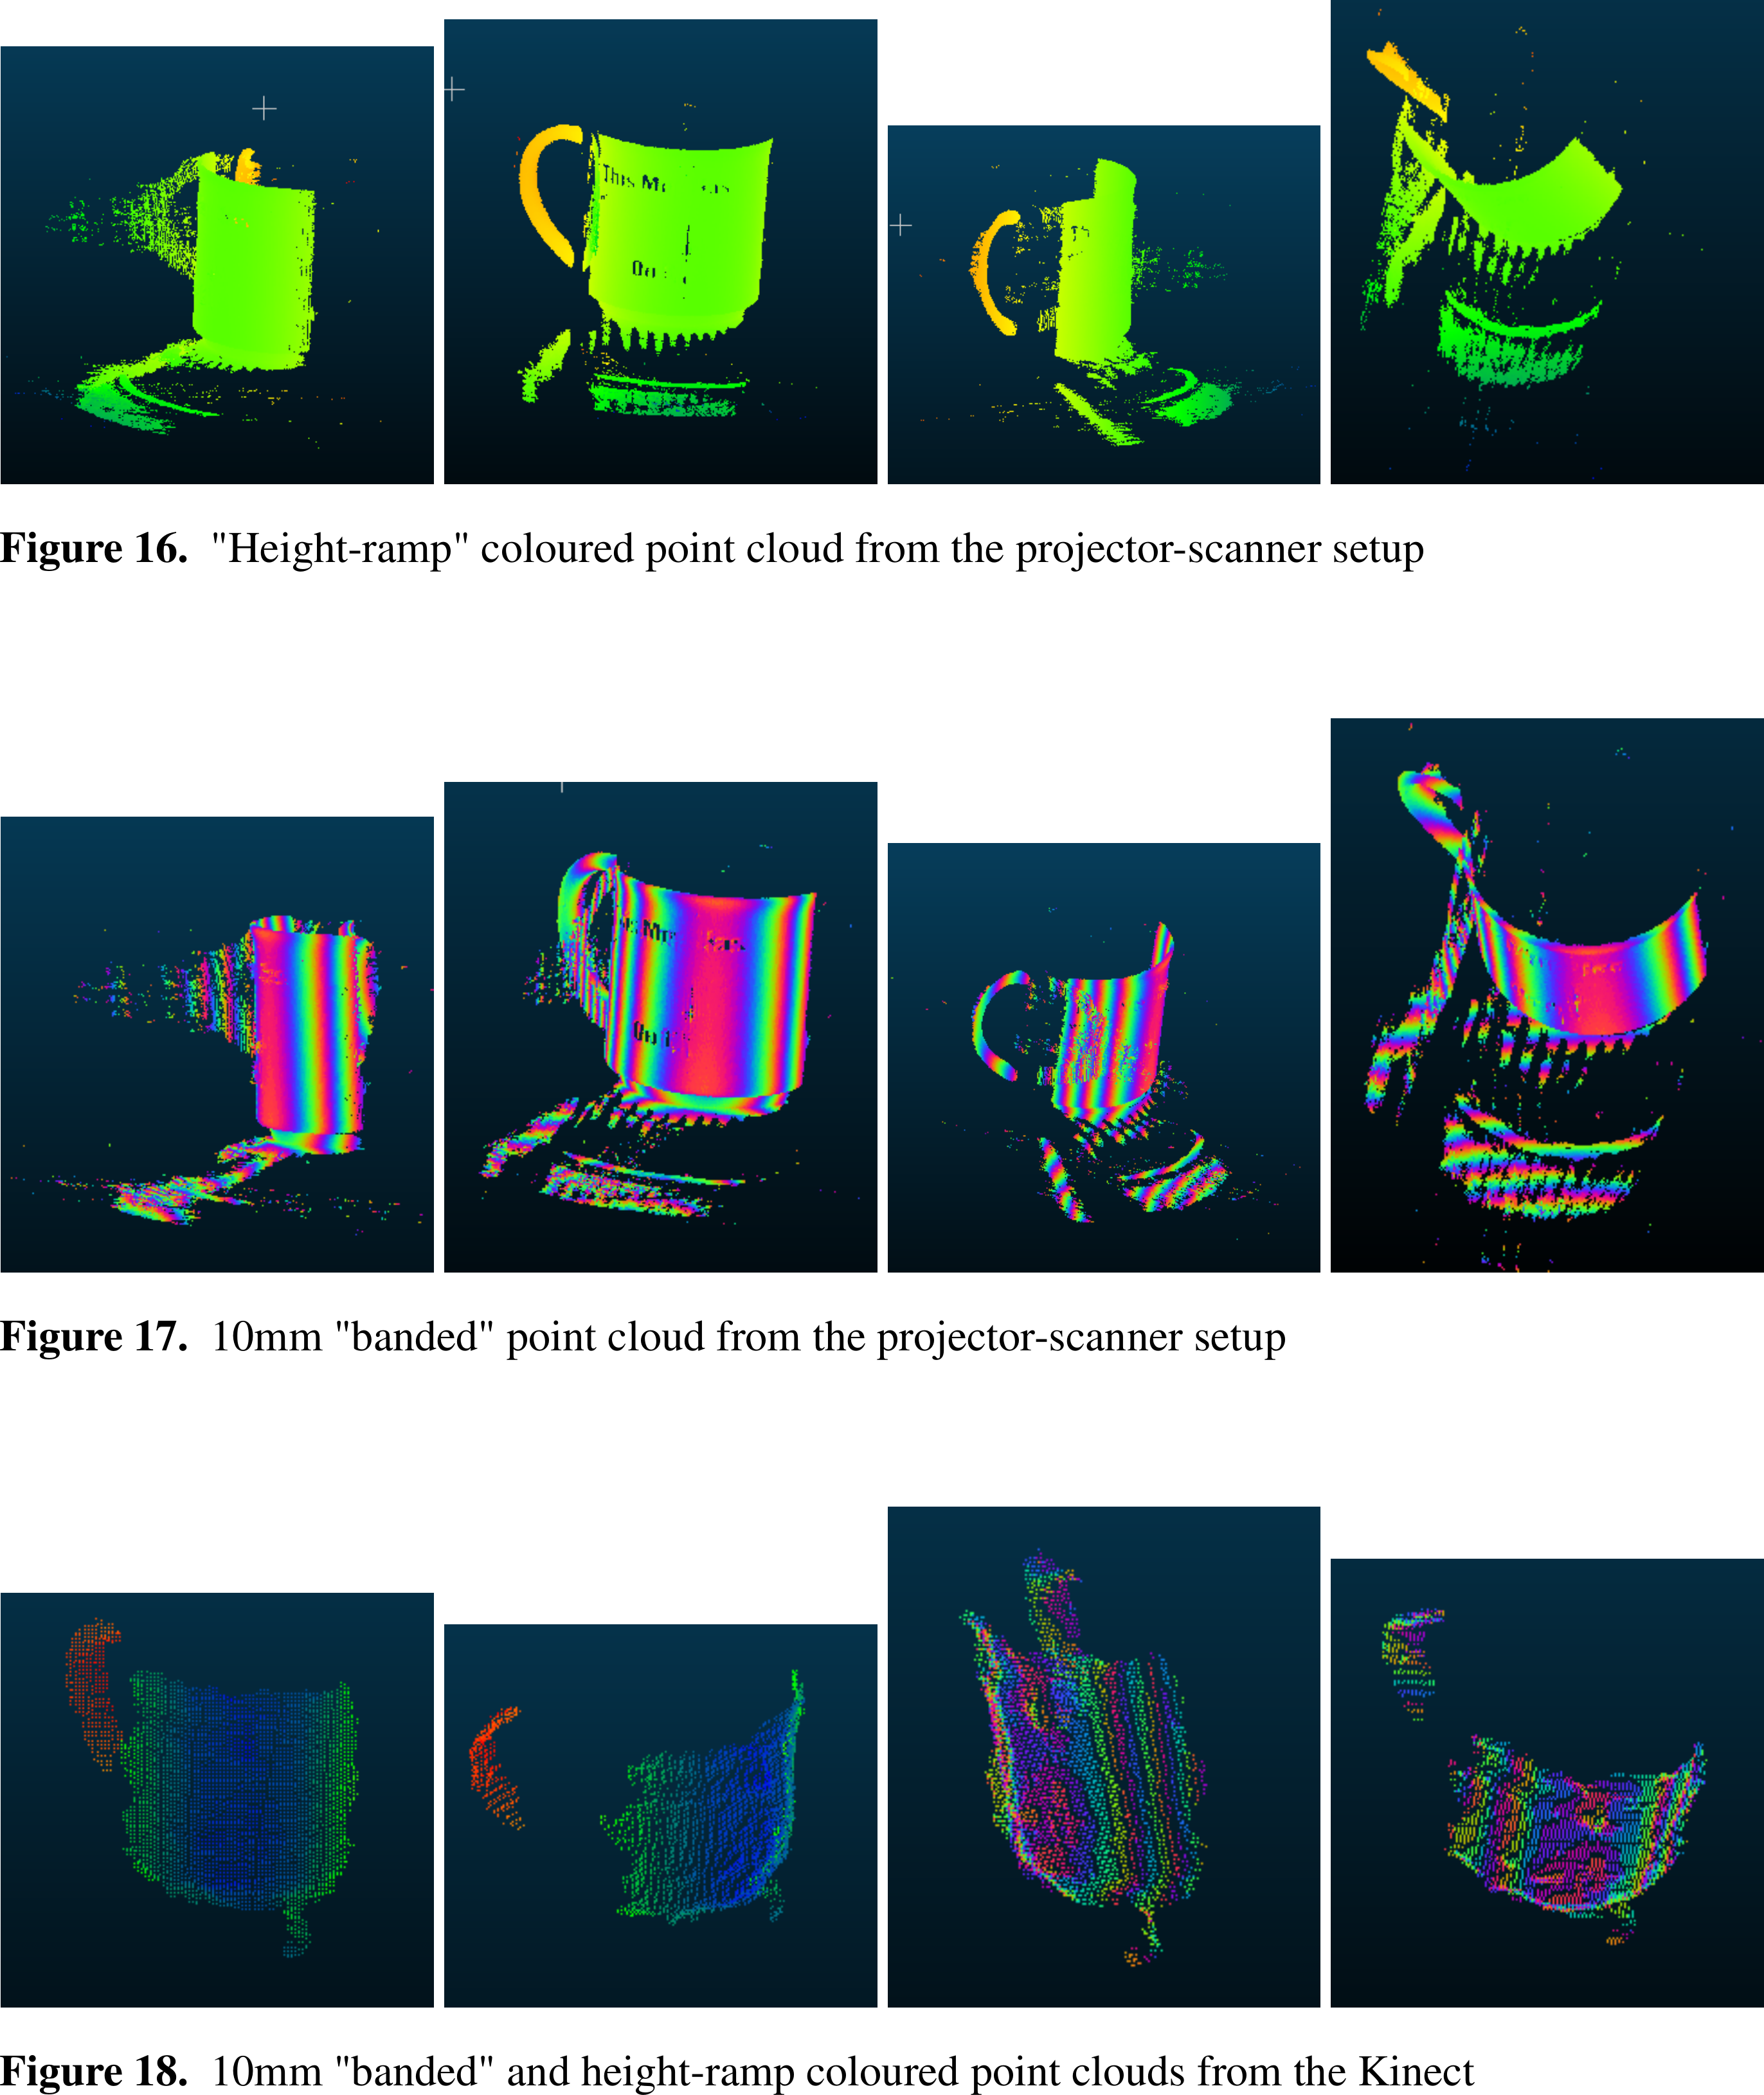 This M
Figure 16. "Height-ramp" coloured point cloud from the projector-scanner setup
Figure 17. 10mm "banded" point cloud from the projector-scanner setup
Figure 18. 10mm "banded" and height-ramp coloured point clouds from the Kinect